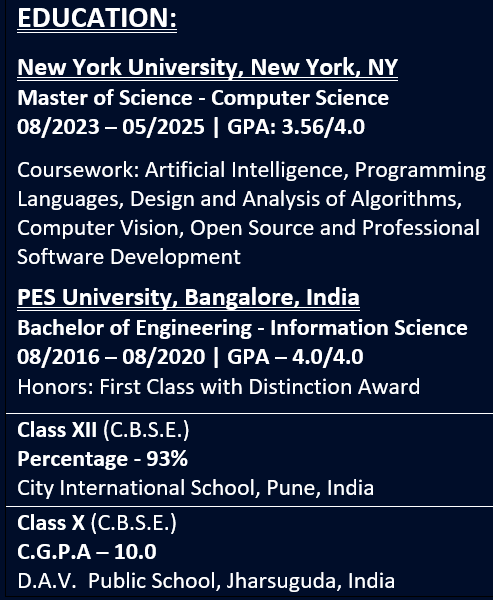 EDUCATION:
New York University, New York, NY
Master of Science - Computer Science
08/2023 – 05/2025 | GPA: 3.56/4.0
Coursework: Artificial Intelligence, Programming
Languages, Design and Analysis of Algorithms,
Computer Vision, Open Source and Professional
Software Development
PES University, Bangalore, India
Bachelor of Engineering - Information Science
08/2016 – 08/2020 | GPA – 4.0/4.0
Honors: First Class with Distinction Award
Class XII (C.B.S.E.)
Percentage - 93%
City International School, Pune, India
Class X (C.B.S.E.)
C.G.P.A – 10.0
D.A.V.  Public School, Jharsuguda, India